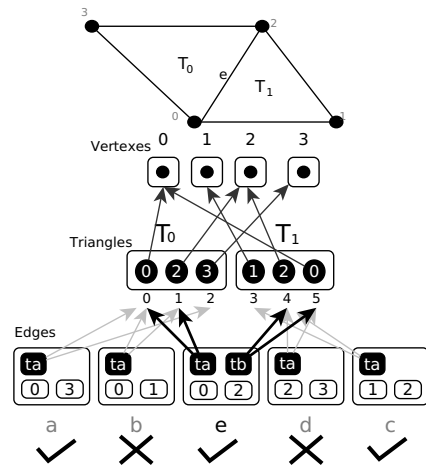 3
2
T0
e
T1
0
1
0 1 2 3
Vertexes
T0 T1
Triangles
0 2 3 1 2 0
0 1 2 3 4 5
Edges
ta ta ta tb ta ta
0 3 0 1 0 2 2 3 1 2
a b e d c